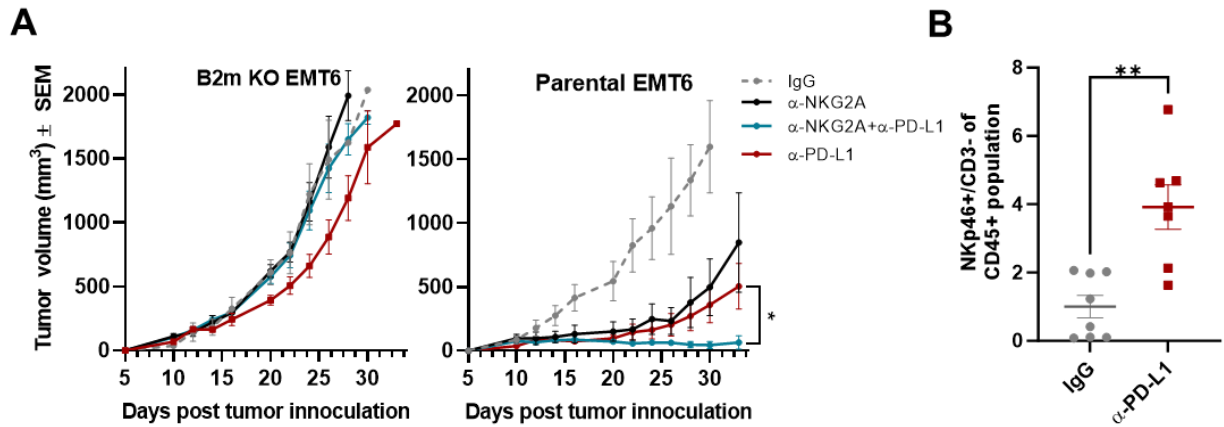 A
B
B2m KO EMT6
Parental EMT6
IgG
α-NKG2A
α-NKG2A+α-PD-L1
α-PD-L1
Tumor volume (mm³) ± SEM
2000
1500
1000
500
0
5 10 15 20 25 30
Days post tumor innoculation
2000
1500
1000
500
0
5 10 15 20 25 30
Days post tumor innoculation
*
NKp46+/CD3- of
CD45+ population
8
6
4
2
0
**
IgG
α-PD-L1